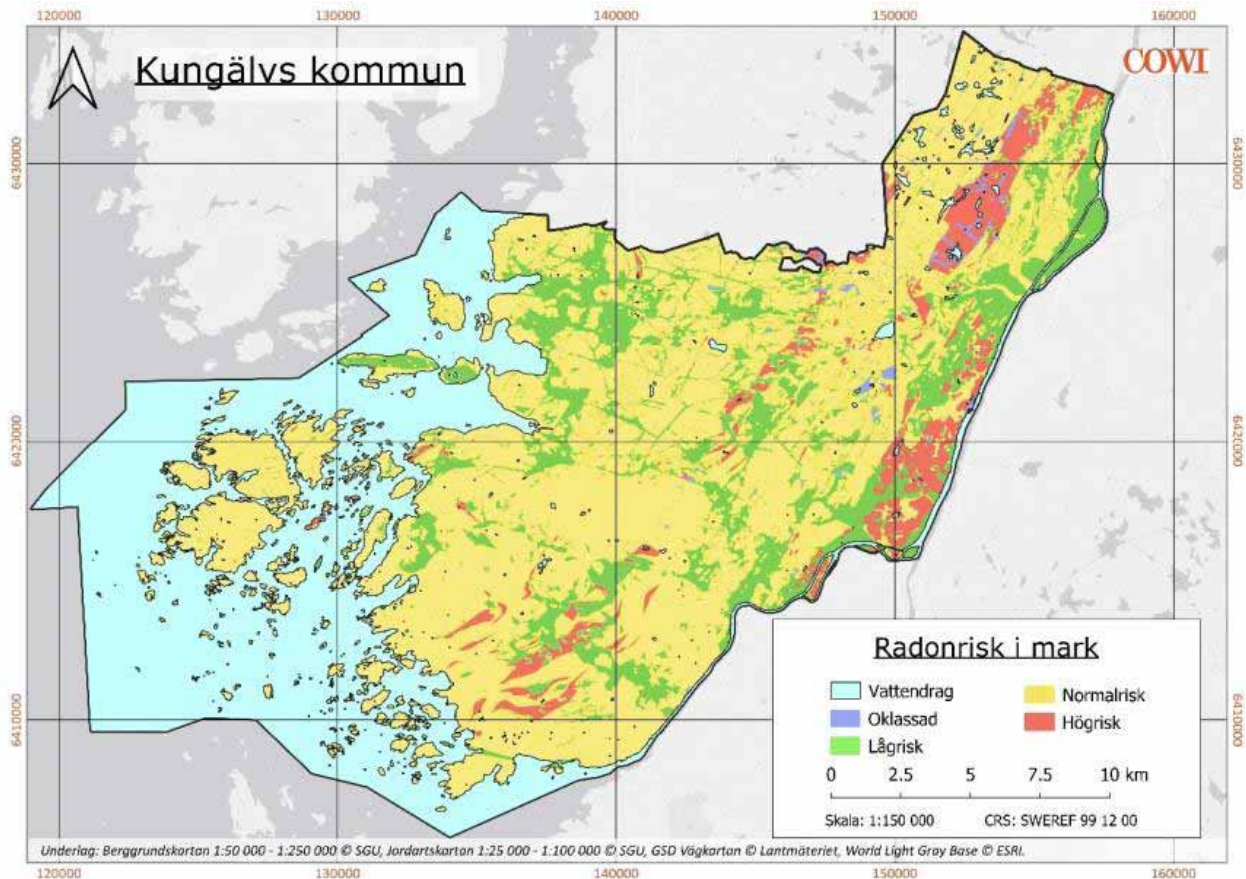 120000 130000 140000 150000 160000
Kungälvs kommun
COWI
6430000 6430000
6420000 6420000
6410000 6410000
Radonrisk i mark
Vattendrag Normalrisk
Oklassad Högrisk
Lågrisk
0 2.5 5 7.5 10 km
Skala: 1:150 000 CRS: SWEREF 99 12 00
Underlag: Berggrundskartan 1:50 000 - 1:250 000 © SGU, Jordartskartan 1:25 000 - 1:100 000 © SGU, GSD Vägkartan © Lantmäteriet, World Light Gray Base © ESRI.
120000 130000 140000 150000 160000